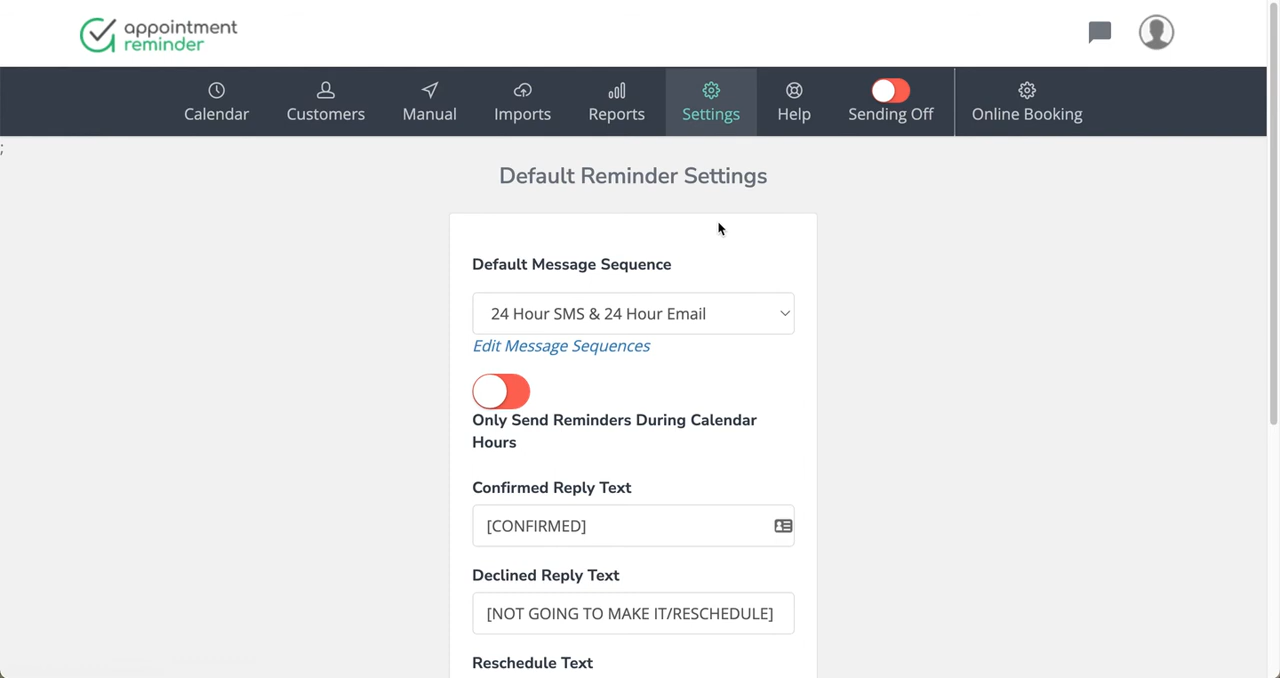 appointment
reminder
Calendar
Customers
Manual
Imports
Reports
Settings
Help
Sending Off
Online Booking
;
Default Reminder Settings
Default Message Sequence
24 Hour SMS & 24 Hour Email
Edit Message Sequences
Only Send Reminders During Calendar
Hours
Confirmed Reply Text
[CONFIRMED]
Declined Reply Text
[NOT GOING TO MAKE IT/RESCHEDULE]
Reschedule Text